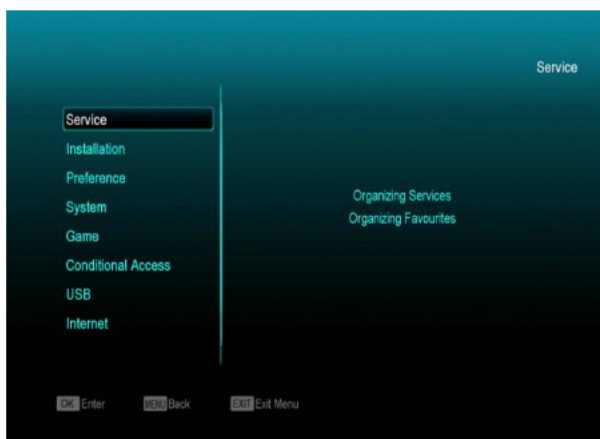 Service
Service
Installation
Preference
System
Game
Conditional Access
USB
Internet
Organizing Services
Organizing Favourites
OK Enter MENU Back EXIT Exit Menu